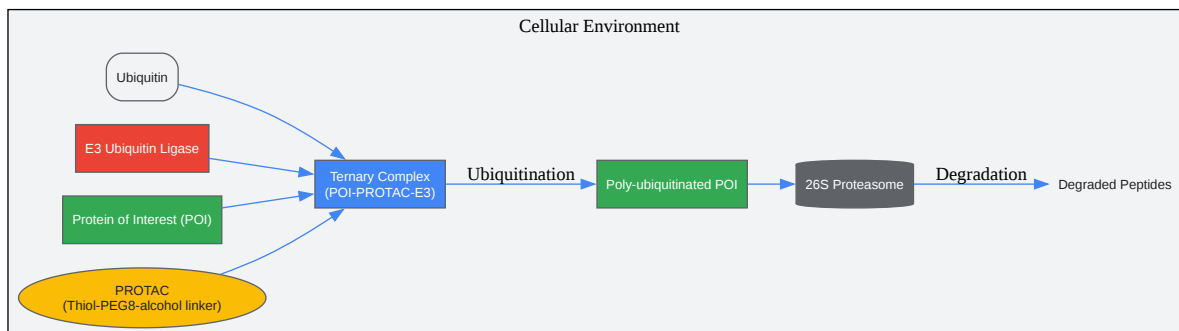 Cellular Environment
Ubiquitin
E3 Ubiquitin Ligase
Protein of Interest (POI)
PROTAC
(Thiol-PEG8-alcohol linker)
Ternary Complex
(POI-PROTAC-E3)
Ubiquitination
Poly-ubiquitinated POI
26S Proteasome
Degradation
Degraded Peptides